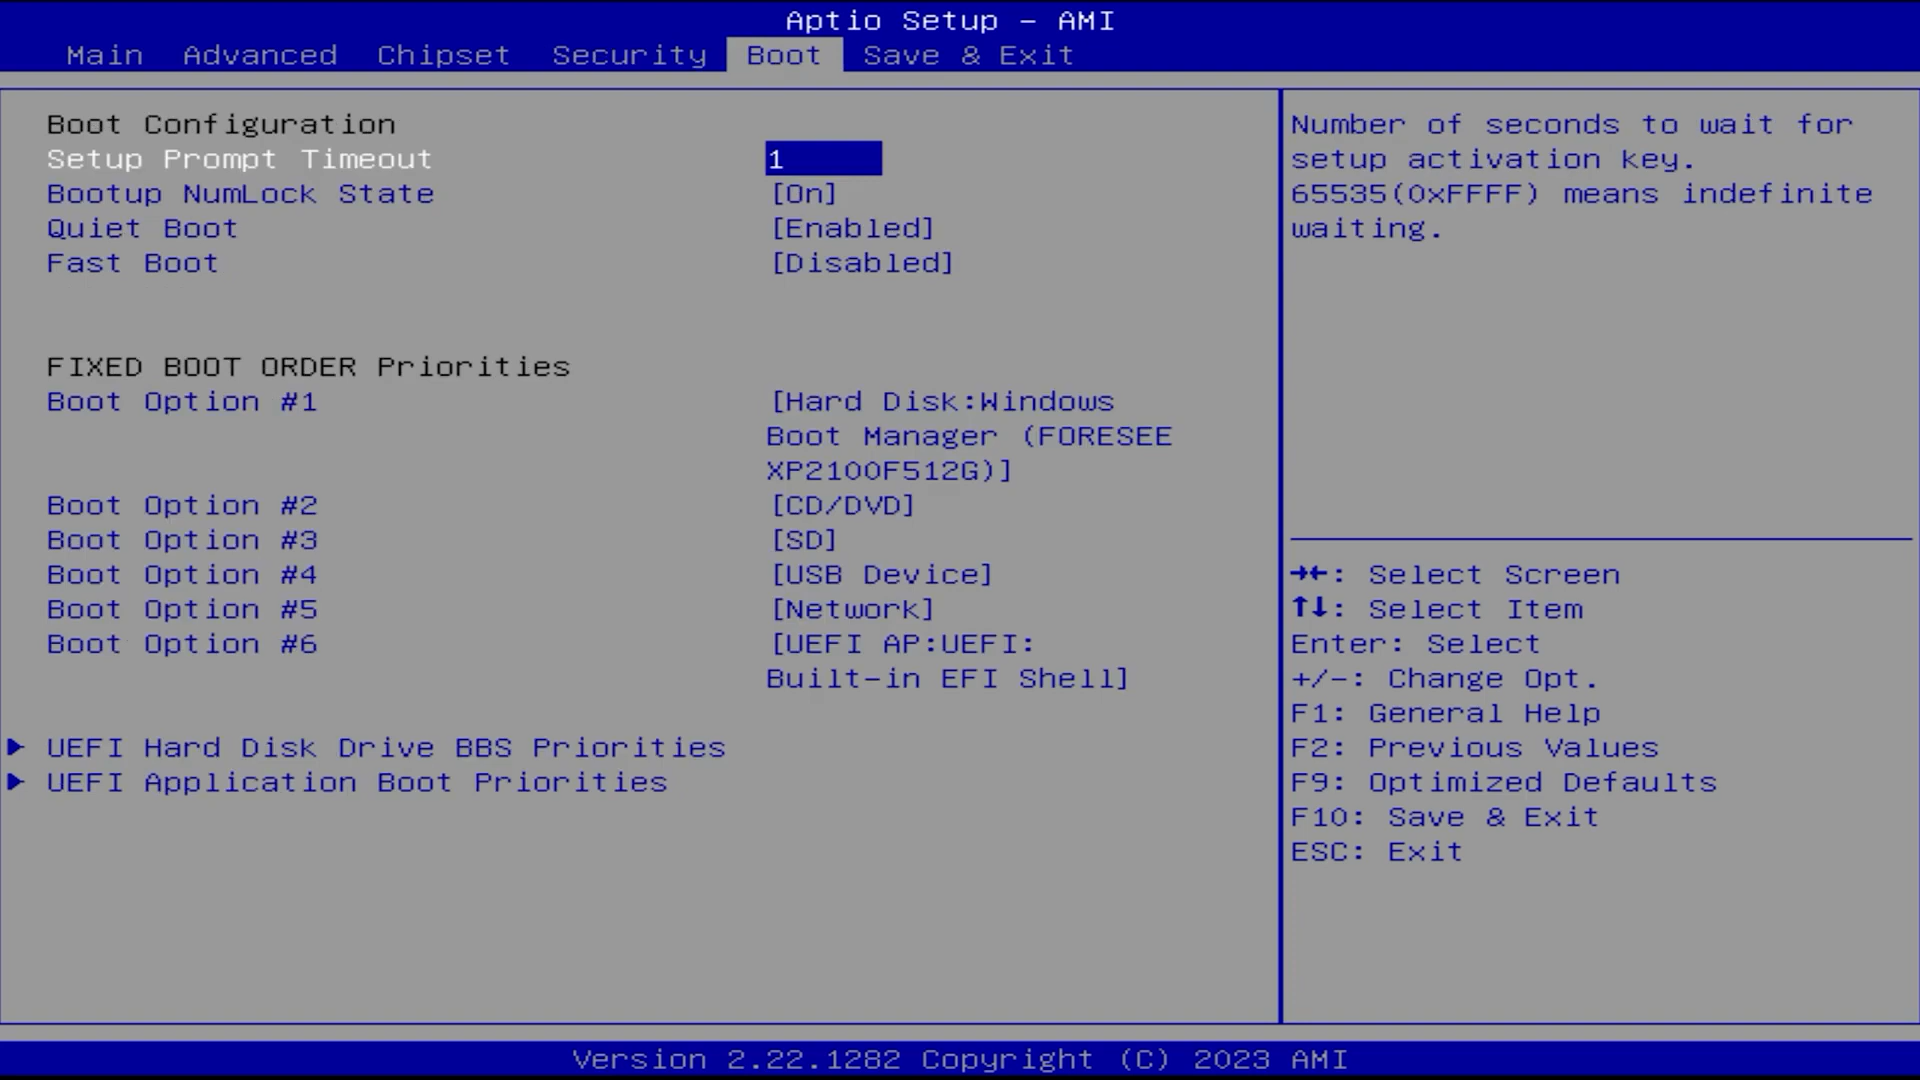 Aptio Setup – AMI
Main Advanced Chipset Security Boot Save & Exit
Boot Configuration
Setup Prompt Timeout 1
Bootup NumLock State [On]
Quiet Boot [Enabled]
Fast Boot [Disabled]
FIXED BOOT ORDER Priorities
Boot Option #1 [Hard Disk:Windows
Boot Manager (FORESEE
XP2100F512G)]
Boot Option #2 [CD/DVD]
Boot Option #3 [SD]
Boot Option #4 [USB Device]
Boot Option #5 [Network]
Boot Option #6 [UEFI AP:UEFI:
Built-in EFI Shell]
UEFI Hard Disk Drive BBS Priorities
UEFI Application Boot Priorities
Number of seconds to wait for
setup activation key.
65535(0xFFFF) means indefinite
waiting.
→←: Select Screen
↑↓: Select Item
Enter: Select
+/-: Change Opt.
F1: General Help
F2: Previous Values
F9: Optimized Defaults
F10: Save & Exit
ESC: Exit
Version 2.22.1282 Copyright (C) 2023 AMI